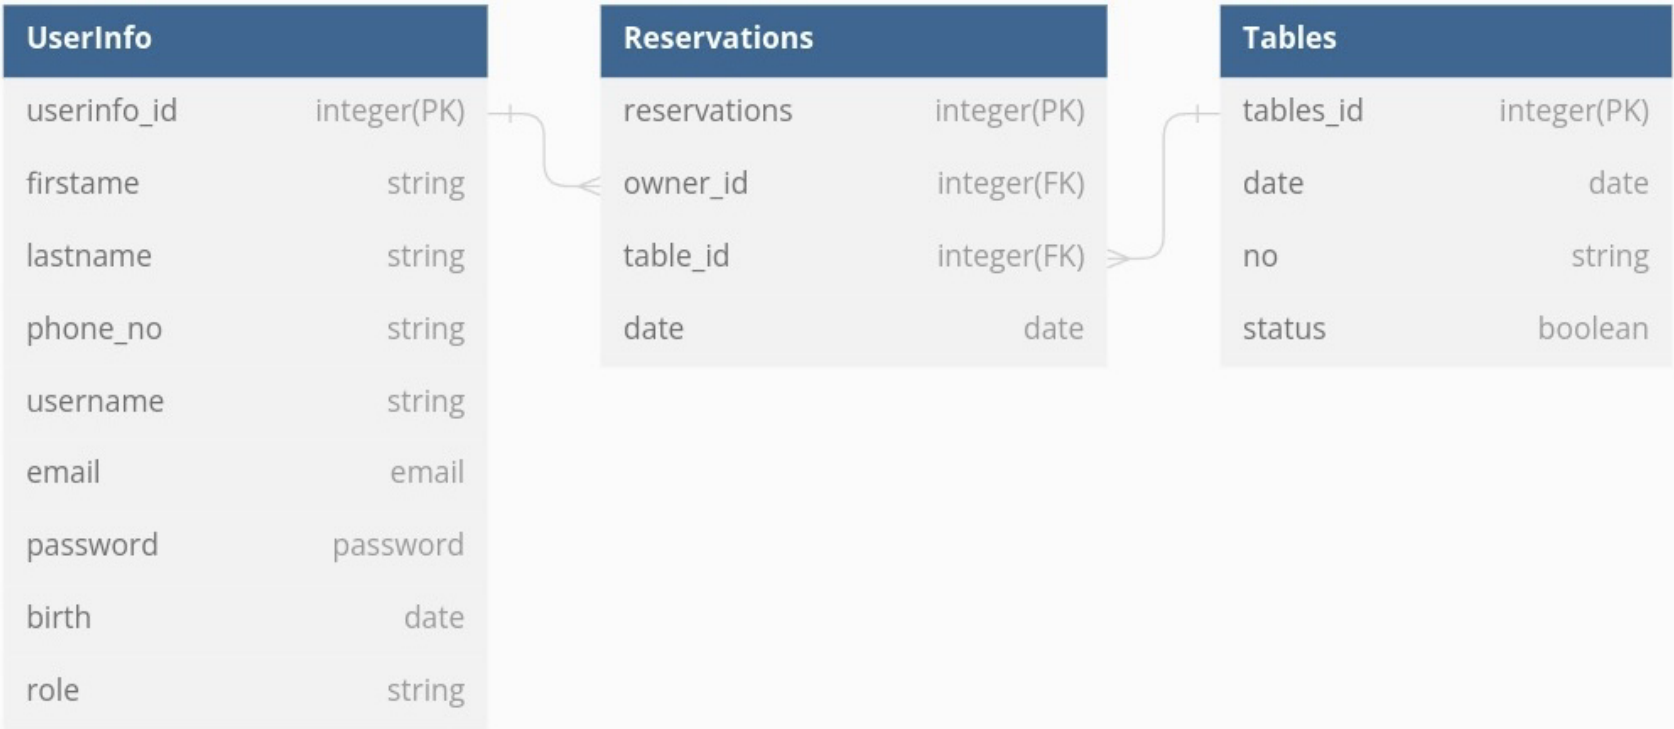 UserInfo
userinfo_id integer(PK)
firstame string
lastname string
phone_no string
username string
email email
password password
birth date
role string
Reservations
reservations integer(PK)
owner_id integer(FK)
table_id integer(FK)
date date
Tables
tables_id integer(PK)
date date
no string
status boolean